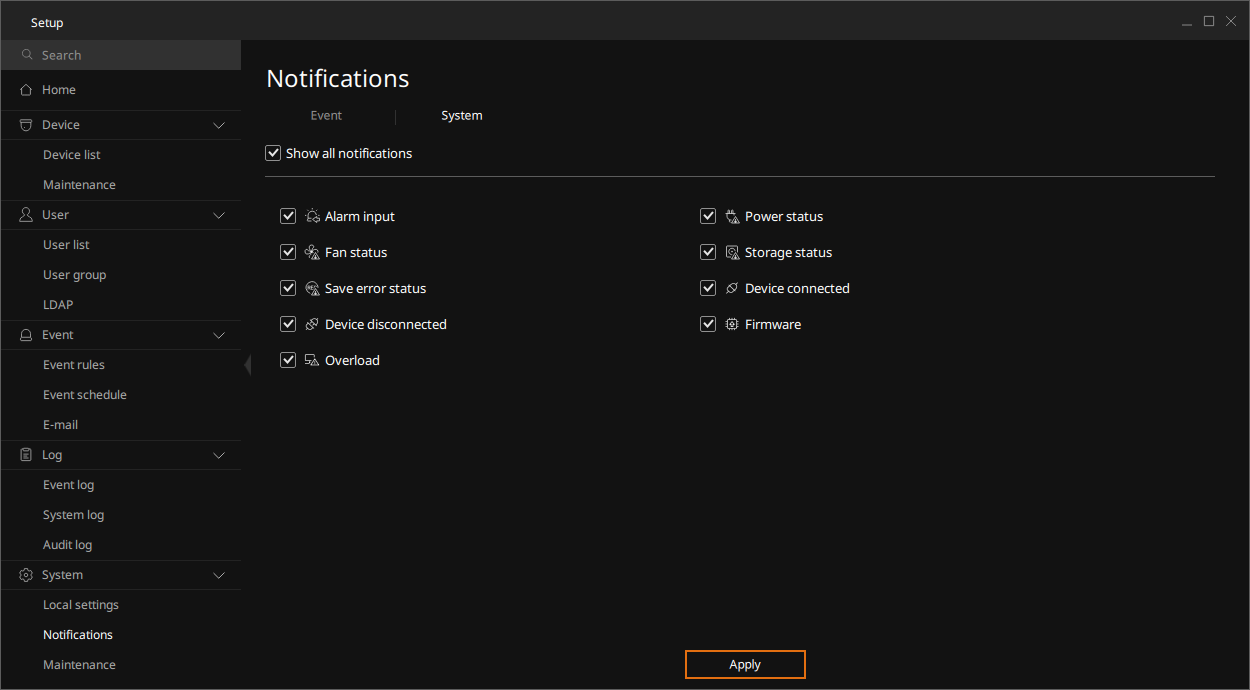 Setup
Search
Home
Device
Device list
Maintenance
User
User list
User group
LDAP
Event
Event rules
Event schedule
E-mail
Log
Event log
System log
Audit log
System
Local settings
Notifications
Maintenance
Notifications
Event
System
Show all notifications
Alarm input
Power status
Fan status
Storage status
Save error status
Device connected
Device disconnected
Firmware
Overload
Apply